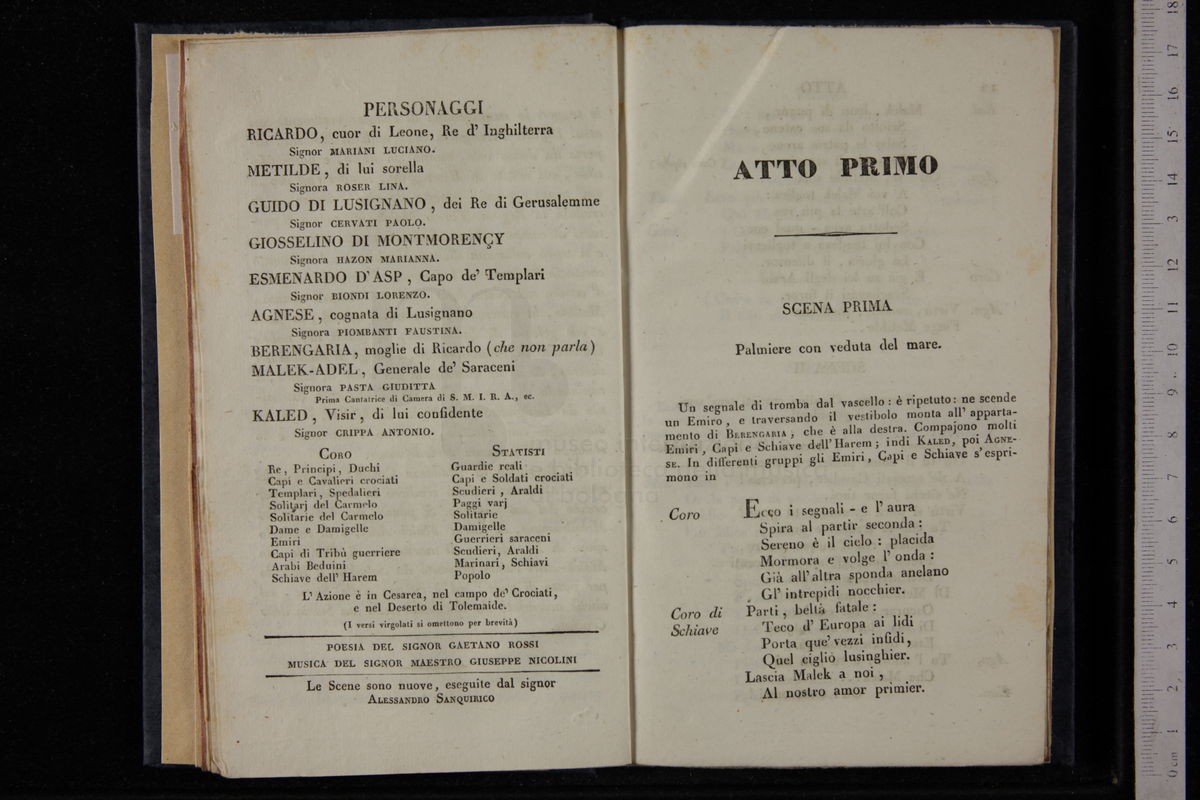 PERSONAGGI
RICARDO, cuor di Leone, Re d' Inghilterra
Signor MARIANI LUCIANO.
METILDE, di lui sorella
Signora ROSER LINA.
GUIDO DI LUSIGNANO, dei Re di Gerusalemme
Signor CERVATI PAOLO.
GIOSSELINO DI MONTMORENÇY
Signora HAZON MARIANNA.
ESMENARDO D'ASP, Capo de' Templari
Signor BIONDI LORENZO.
AGNESE, cognata di Lusignano
Signora PIOMBANTI FAUSTINA.
BERENGARIA, moglie di Ricardo (che non parla)
MALEK-ADEL, Generale de' Saraceni
Signora PASTA GIUDITTA
Prima Cantatrice di Camera di S. M. I. R. A., ec.
KALED, Visir, di lui confidente
Signor CRIPPA ANTONIO.
CORO
Re, Principi, Duchi
Capi e Cavalieri crociati
Templari, Spedalieri
Solitarj del Carmelo
Solitarie del Carmelo
Dame e Damigelle
Emiri
Capi di Tribù guerriere
Arabi Beduini
Schiave dell' Harem
STATISTI
Guardie reali
Capi e Soldati crociati
Scudieri, Araldi
Paggi varj
Solitarie
Damigelle
Guerrieri saraceni
Scudieri, Araldi
Marinari, Schiavi
Popolo
L' Azione è in Cesarea, nel campo de' Crociati,
e nel Deserto di Tolemaide.
(I versi virgolati si omettono per brevità)
POESIA DEL SIGNOR GAETANO ROSSI
MUSICA DEL SIGNOR MAESTRO GIUSEPPE NICOLINI
Le Scene sono nuove, eseguite dal signor
ALESSANDRO SANQUIRICO
ATTO PRIMO
SCENA PRIMA
Palmiere con veduta del mare.
Un segnale di tromba dal vascello: è ripetuto: ne scende
un Emiro, e traversando il vestibolo monta all' apparta-
mento di BERENGARIA, che è alla destra. Compajono molti
Emiri, Capi e Schiave dell' Harem; indi KALED, poi AGNE-
SE. In differenti gruppi gli Emiri, Capi e Schiave s' espri-
mono in
Coro Ecco i segnali - e l' aura
Spira al partir seconda:
Sereno è il cielo: placida
Mormora e volge l' onda:
Già all' altra sponda anelano
Gl' intrepidi nocchier.
Coro di Parti, beltà fatale:
Schiave Teco d' Europa ai lidi
Porta que' vezzi infidi,
Quel ciglio lusinghier.
Lascia Malek a noi,
Al nostro amor primier.